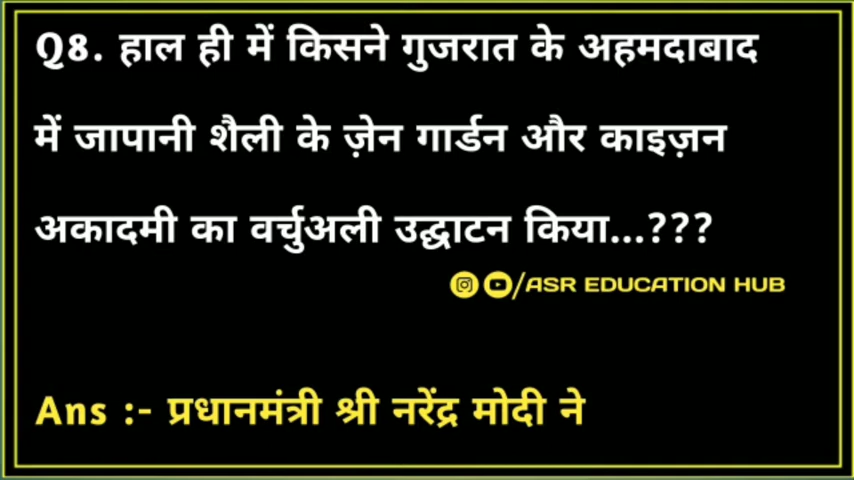 Q8. हाल ही में किसने गुजरात के अहमदाबाद
में जापानी शैली के ज़ेन गार्डन और काइज़न
अकादमी का वर्चुअली उद्घाटन किया...???
/ASR EDUCATION HUB
Ans :- प्रधानमंत्री श्री नरेंद्र मोदी ने